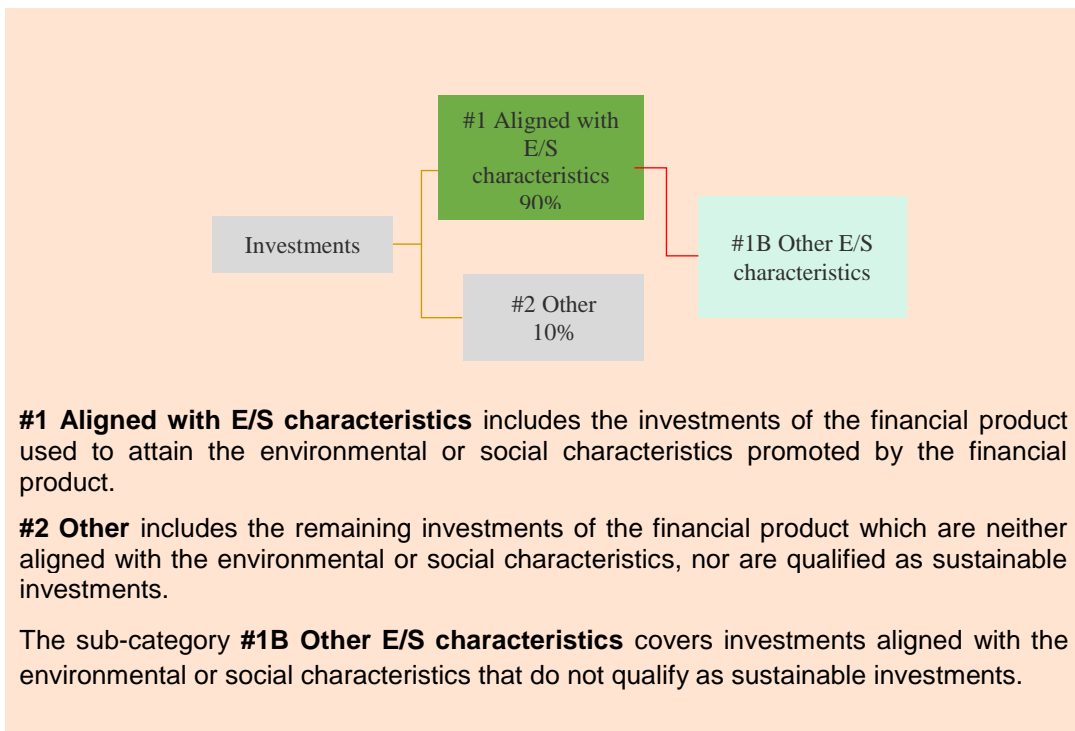 #1 Aligned with
E/S
characteristics
90%
Investments
#1B Other E/S
characteristics
#2 Other
10%
#1 Aligned with E/S characteristics includes the investments of the financial product
used to attain the environmental or social characteristics promoted by the financial
product.
#2 Other includes the remaining investments of the financial product which are neither
aligned with the environmental or social characteristics, nor are qualified as sustainable
investments.
The sub-category #1B Other E/S characteristics covers investments aligned with the
environmental or social characteristics that do not qualify as sustainable investments.